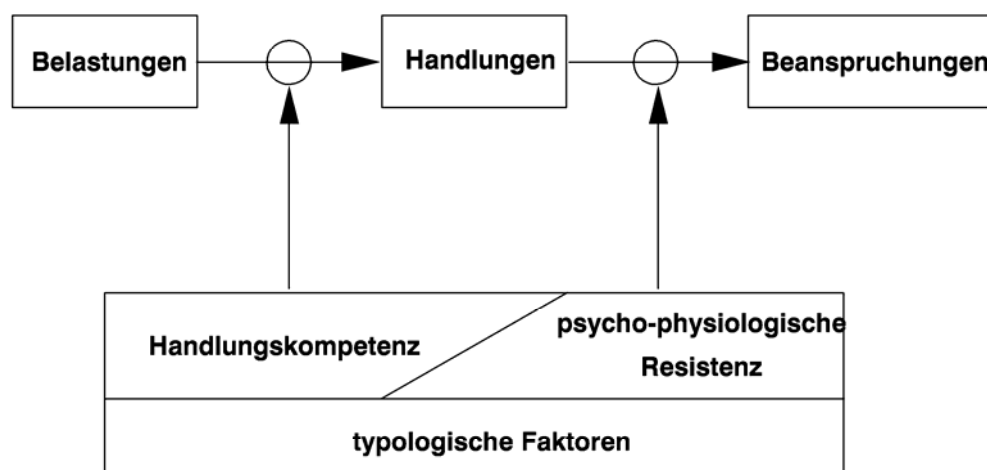 Belastungen
Handlungen
Beanspruchungen
Handlungskompetenz
psycho-physiologische
Resistenz
typologische Faktoren